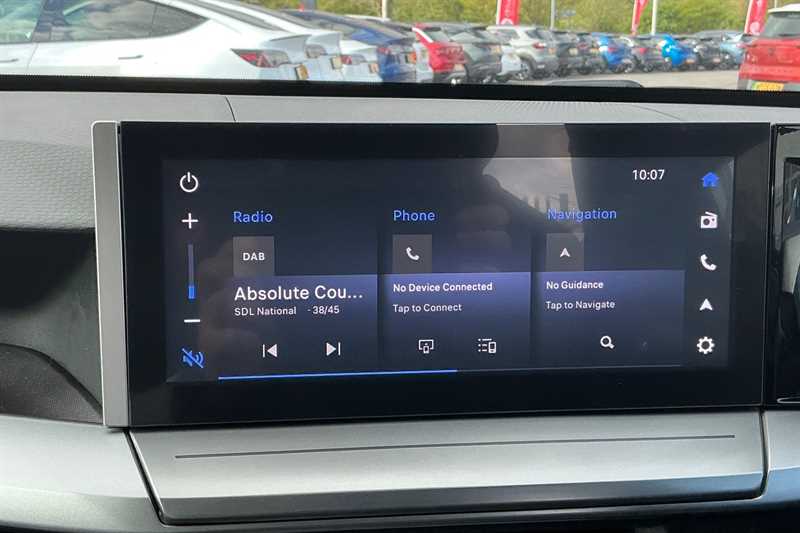 10:07
Radio
Phone
Navigation
DAB
Absolute Cou...
SDL National - 38/45
No Device Connected
Tap to Connect
No Guidance
Tap to Navigate